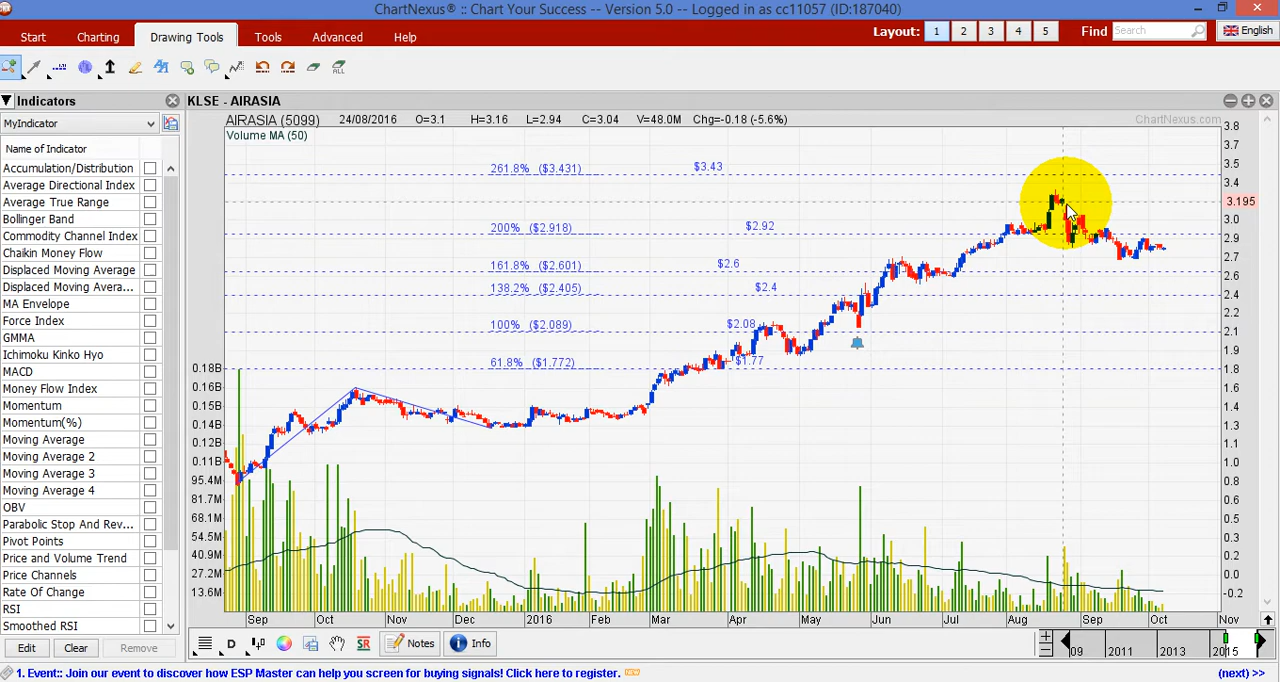 ChartNexus® :: Chart Your Success -- Version 5.0 -- Logged in as cc11057 (ID:187040)
Start Charting Drawing Tools Tools Advanced Help Layout: 1 2 3 4 5 Find Search English
ALL
Indicators
KLSE - AIRASIA
MyIndicator
AIRASIA (5099) 24/08/2016 O=3.1 H=3.16 L=2.94 C=3.04 V=48.0M Chg=-0.18 (-5.6%)
ChartNexus.com
Volume MA (50)
Name of Indicator
Accumulation/Distribution
Average Directional Index
Average True Range
Bollinger Band
Commodity Channel Index
Chaikin Money Flow
Displaced Moving Average
Displaced Moving Avera...
MA Envelope
Force Index
GMMA
Ichimoku Kinko Hyo
MACD
Money Flow Index
Momentum
Momentum(%)
Moving Average
Moving Average 2
Moving Average 3
Moving Average 4
OBV
Parabolic Stop And Rev...
Pivot Points
Price and Volume Trend
Price Channels
Rate Of Change
RSI
Smoothed RSI
Edit Clear Remove
261.8% ($3.431) $3.43
200% ($2.918) $2.92
161.8% ($2.601) $2.6
138.2% ($2.405) $2.4
100% ($2.089) $2.08
61.8% ($1.772) $1.77
0.18B
0.16B
0.15B
0.14B
0.12B
0.11B
95.4M
81.7M
68.1M
54.5M
40.9M
27.2M
13.6M
3.8
3.7
3.5
3.4
3.195
3.0
2.9
2.7
2.6
2.4
2.2
2.1
1.9
1.8
1.6
1.4
1.3
1.1
1.0
0.8
0.6
0.5
0.3
0.2
0.0
-0.2
Sep Oct Nov Dec 2016 Feb Mar Apr May Jun Jul Aug Sep Oct Nov
D SR Notes Info
09 2011 2013 2015
1. Event:: Join our event to discover how ESP Master can help you screen for buying signals! Click here to register. NEW
(next) >>